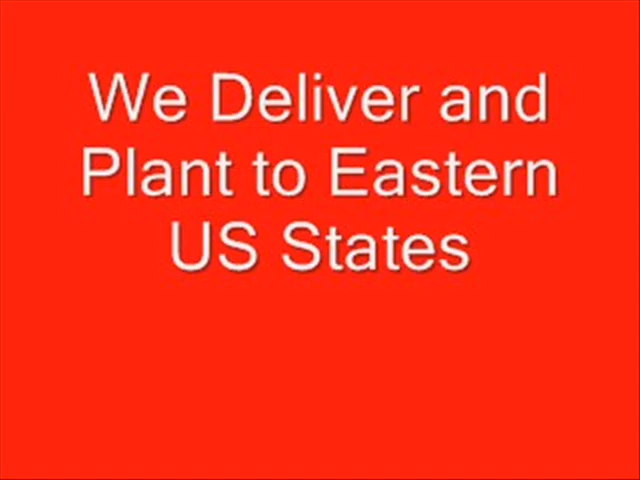 We Deliver and
Plant to Eastern
US States